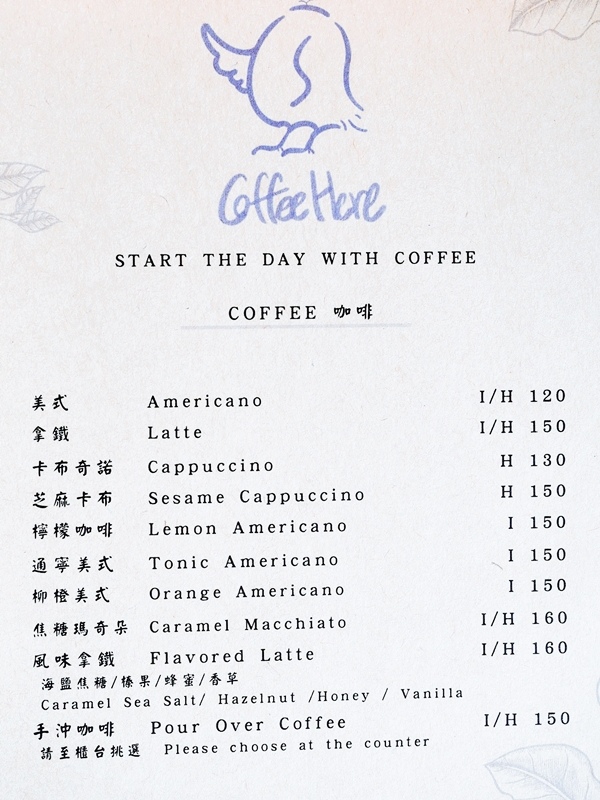 Coffee Here
START THE DAY WITH COFFEE
COFFEE 咖啡
美式 Americano I/H 120
拿鐵 Latte I/H 150
卡布奇諾 Cappuccino H 130
芝麻卡布 Sesame Cappuccino H 150
檸檬咖啡 Lemon Americano I 150
通寧美式 Tonic Americano I 150
柳橙美式 Orange Americano I 150
焦糖瑪奇朵 Caramel Macchiato I/H 160
風味拿鐵 Flavored Latte I/H 160
海鹽焦糖/榛果/蜂蜜/香草
Caramel Sea Salt/ Hazelnut /Honey / Vanilla
手沖咖啡 Pour Over Coffee I/H 150
請至櫃台挑選 Please choose at the counter